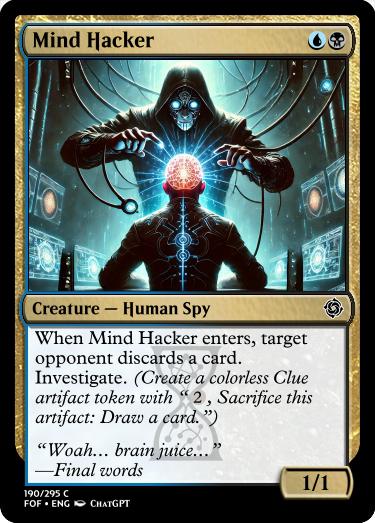 Mind Hacker
Creature — Human Spy
When Mind Hacker enters, target
opponent discards a card.
Investigate. (Create a colorless Clue
artifact token with “ 2 , Sacrifice this
artifact: Draw a card.”)
“Woah… brain juice…”
—Final words
1/1
190/295 C
FOF • ENG ChatGPT